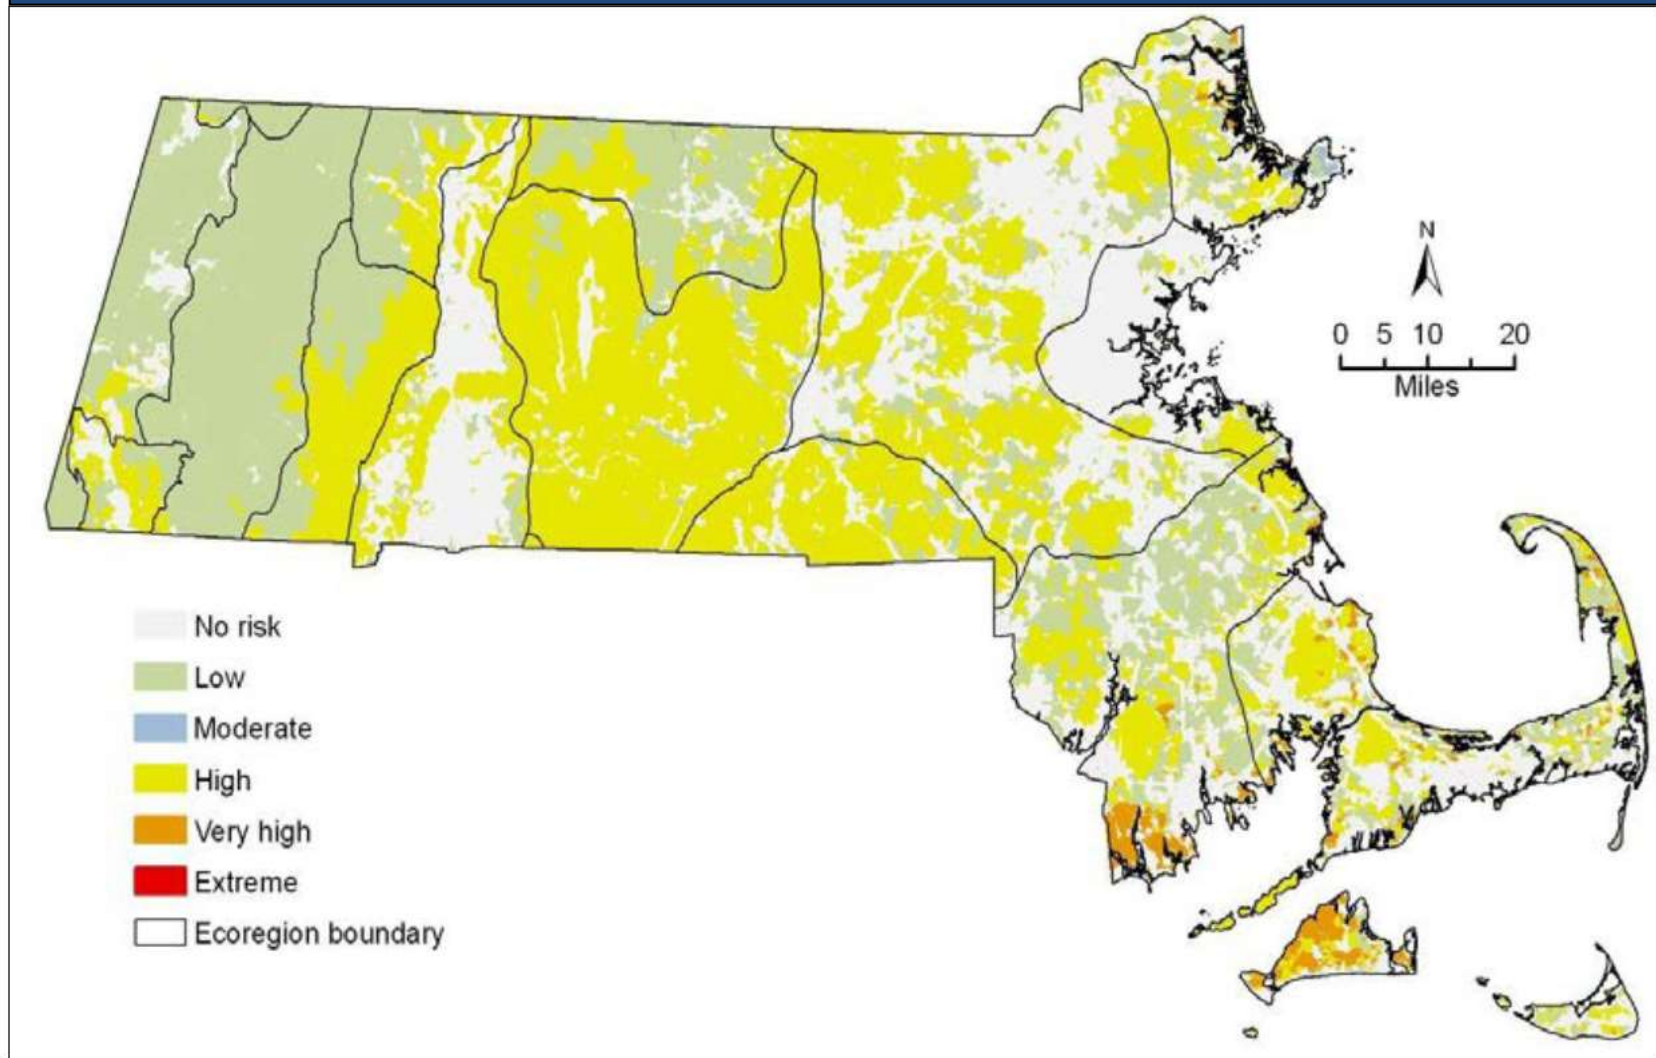 N
0 5 10 20
Miles
No risk
Low
Moderate
High
Very high
Extreme
Ecoregion boundary